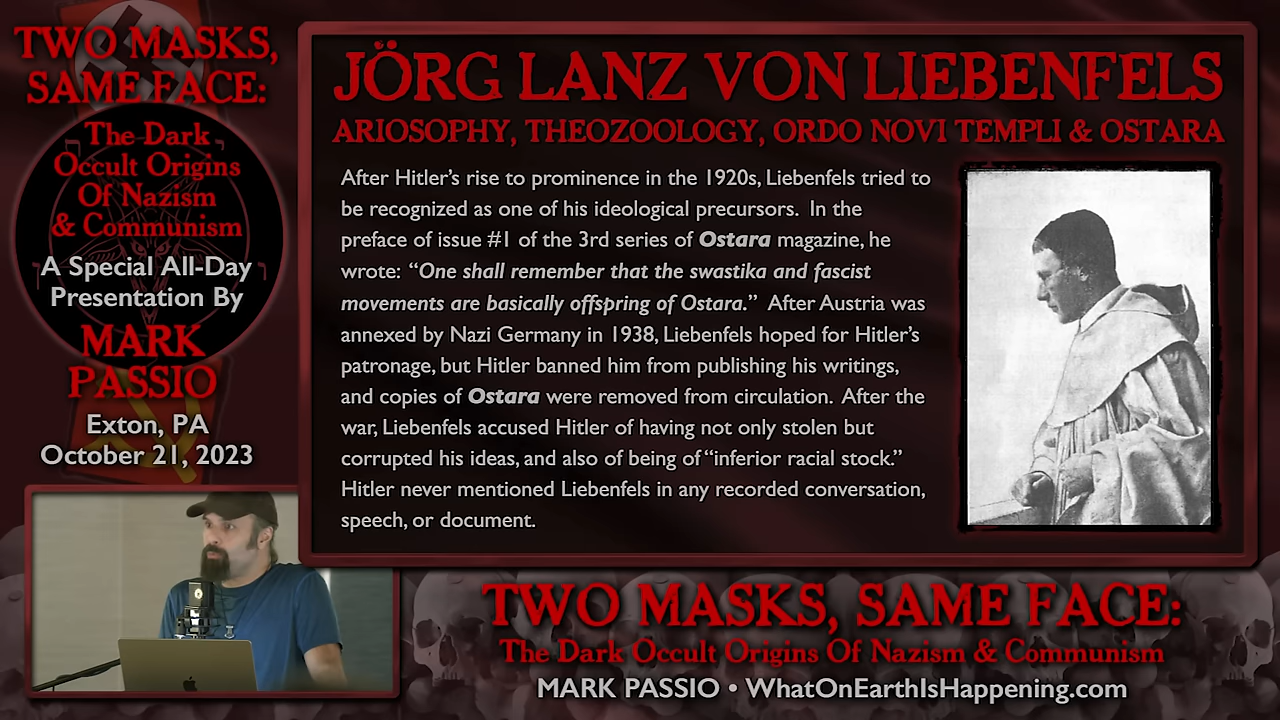 TWO MASKS,
SAME FACE:
The Dark
Occult Origins
Of Nazism
& Communism
A Special All-Day
Presentation By
MARK
PASSIO
Exton, PA
October 21, 2023
JÖRG LANZ VON LIEBENFELS
ARIOSOPHY, THEOZOOLOGY, ORDO NOVI TEMPLI & OSTARA
After Hitler's rise to prominence in the 1920s, Liebenfels tried to
be recognized as one of his ideological precursors.  In the
preface of issue #1 of the 3rd series of Ostara magazine, he
wrote: “One shall remember that the swastika and fascist
movements are basically offspring of Ostara.”  After Austria was
annexed by Nazi Germany in 1938, Liebenfels hoped for Hitler's
patronage, but Hitler banned him from publishing his writings,
and copies of Ostara were removed from circulation.  After the
war, Liebenfels accused Hitler of having not only stolen but
corrupted his ideas, and also of being of “inferior racial stock.”
Hitler never mentioned Liebenfels in any recorded conversation,
speech, or document.
TWO MASKS, SAME FACE:
The Dark Occult Origins Of Nazism & Communism
MARK PASSIO • WhatOnEarthIsHappening.com